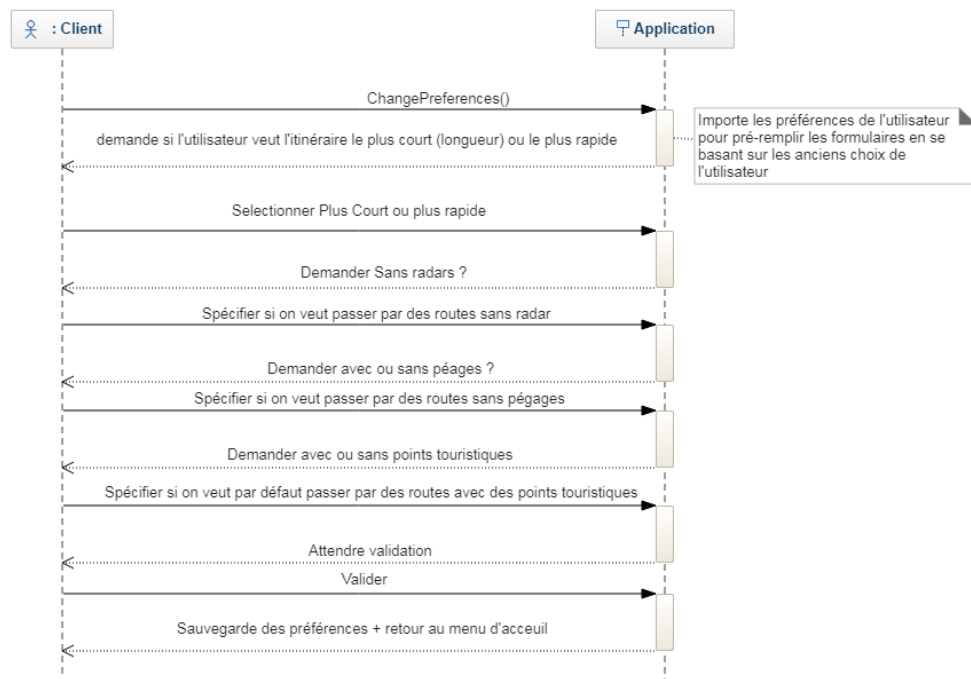 : Client
Application
ChangePreferences()
Importe les préférences de l'utilisateur
pour pré-remplir les formulaires en se
basant sur les anciens choix de
l'utilisateur
demande si l'utilisateur veut l'itinéraire le plus court (longueur) ou le plus rapide
Selectionner Plus Court ou plus rapide
Demander Sans radars ?
Spécifier si on veut passer par des routes sans radar
Demander avec ou sans péages ?
Spécifier si on veut passer par des routes sans pégages
Demander avec ou sans points touristiques
Spécifier si on veut par défaut passer par des routes avec des points touristiques
Attendre validation
Valider
Sauvegarde des préférences + retour au menu d'acceuil